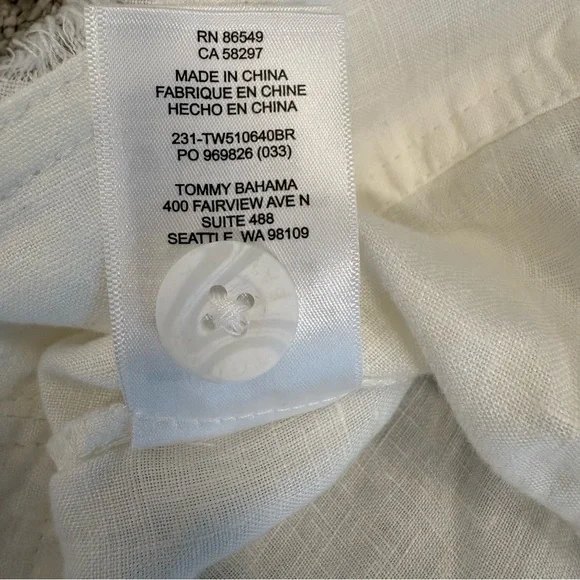 RN 86549
CA 58297
MADE IN CHINA
FABRIQUE EN CHINE
HECHO EN CHINA
231-TW510640BR
PO 969826 (033)
TOMMY BAHAMA
400 FAIRVIEW AVE N
SUITE 488
SEATTLE, WA 98109